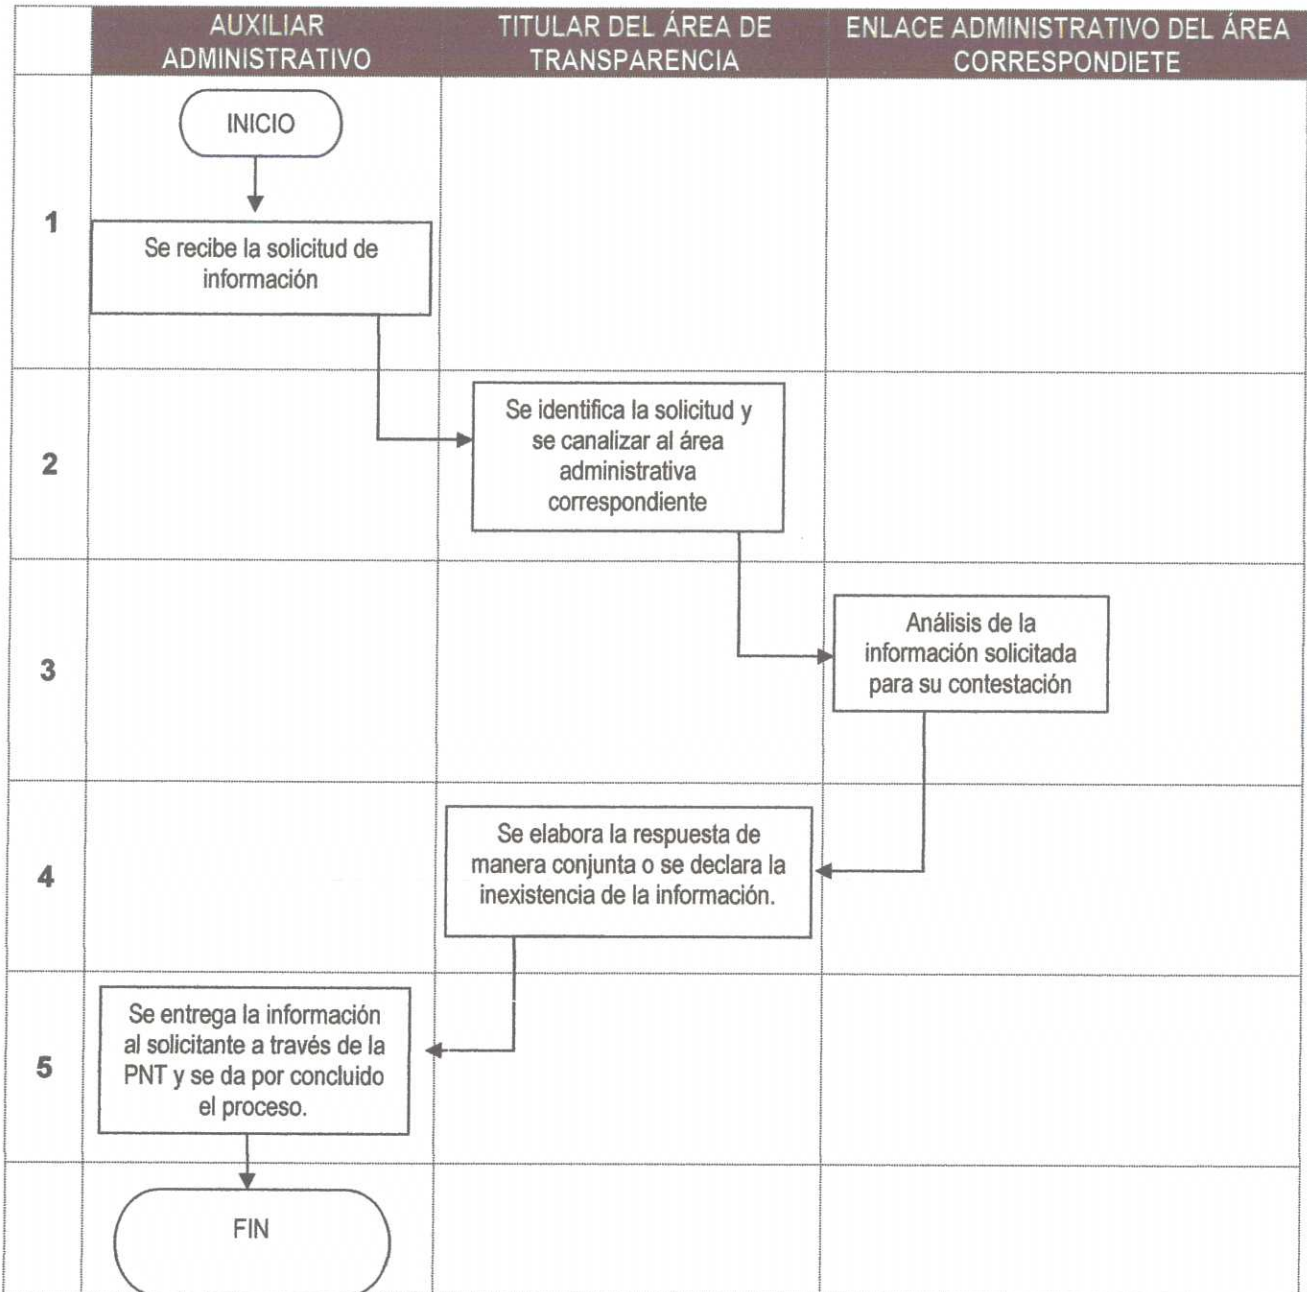 AUXILIAR
ADMINISTRATIVO
TITULAR DEL ÁREA DE
TRANSPARENCIA
ENLACE ADMINISTRATIVO DEL ÁREA
CORRESPONDIETE
INICIO
1
Se recibe la solicitud de
información
2
Se identifica la solicitud y
se canalizar al área
administrativa
correspondiente
3
Análisis de la
información solicitada
para su contestación
4
Se elabora la respuesta de
manera conjunta o se declara la
inexistencia de la información.
5
Se entrega la información
al solicitante a través de la
PNT y se da por concluido
el proceso.
FIN